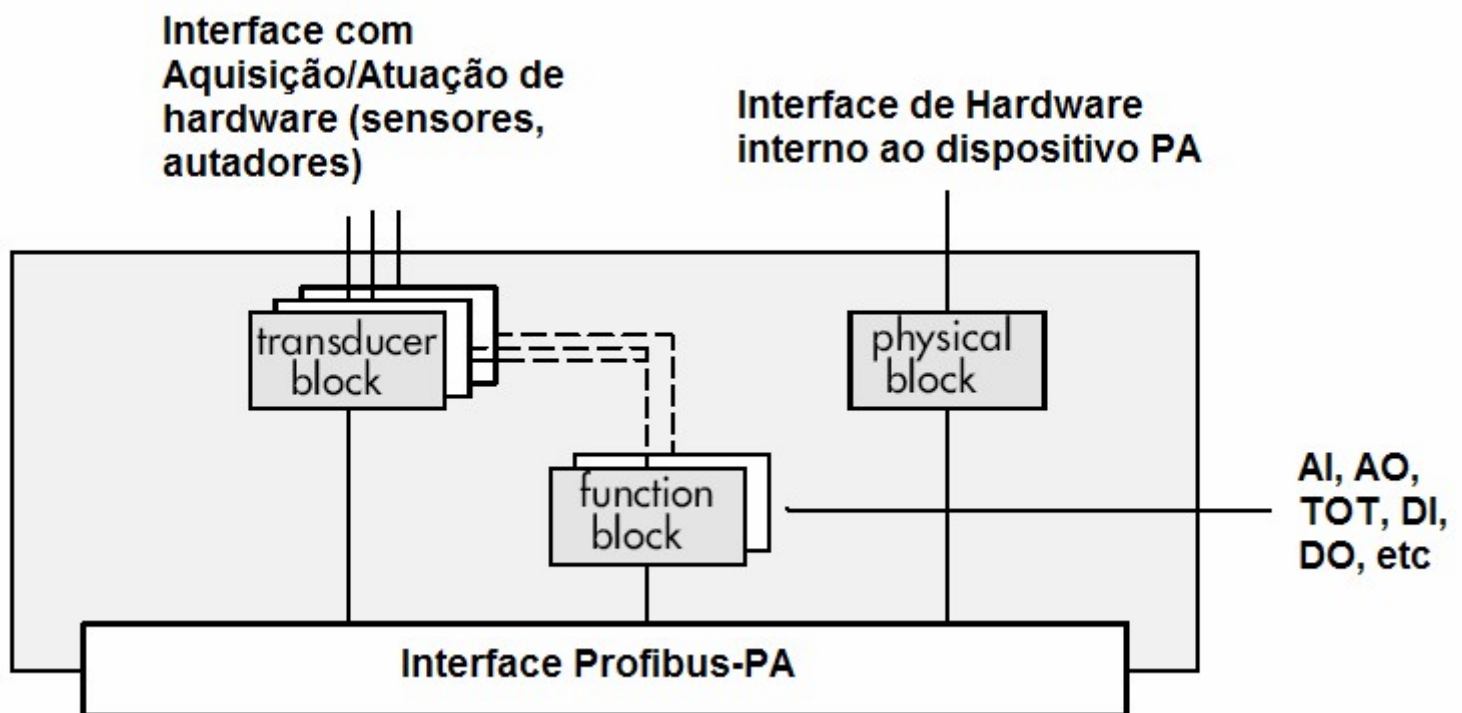 Interface com
Aquisição/Atuação de
hardware (sensores,
autadores)
Interface de Hardware
interno ao dispositivo PA
transducer
block
physical
block
function
block
AI, AO,
TOT, DI,
DO, etc
Interface Profibus-PA